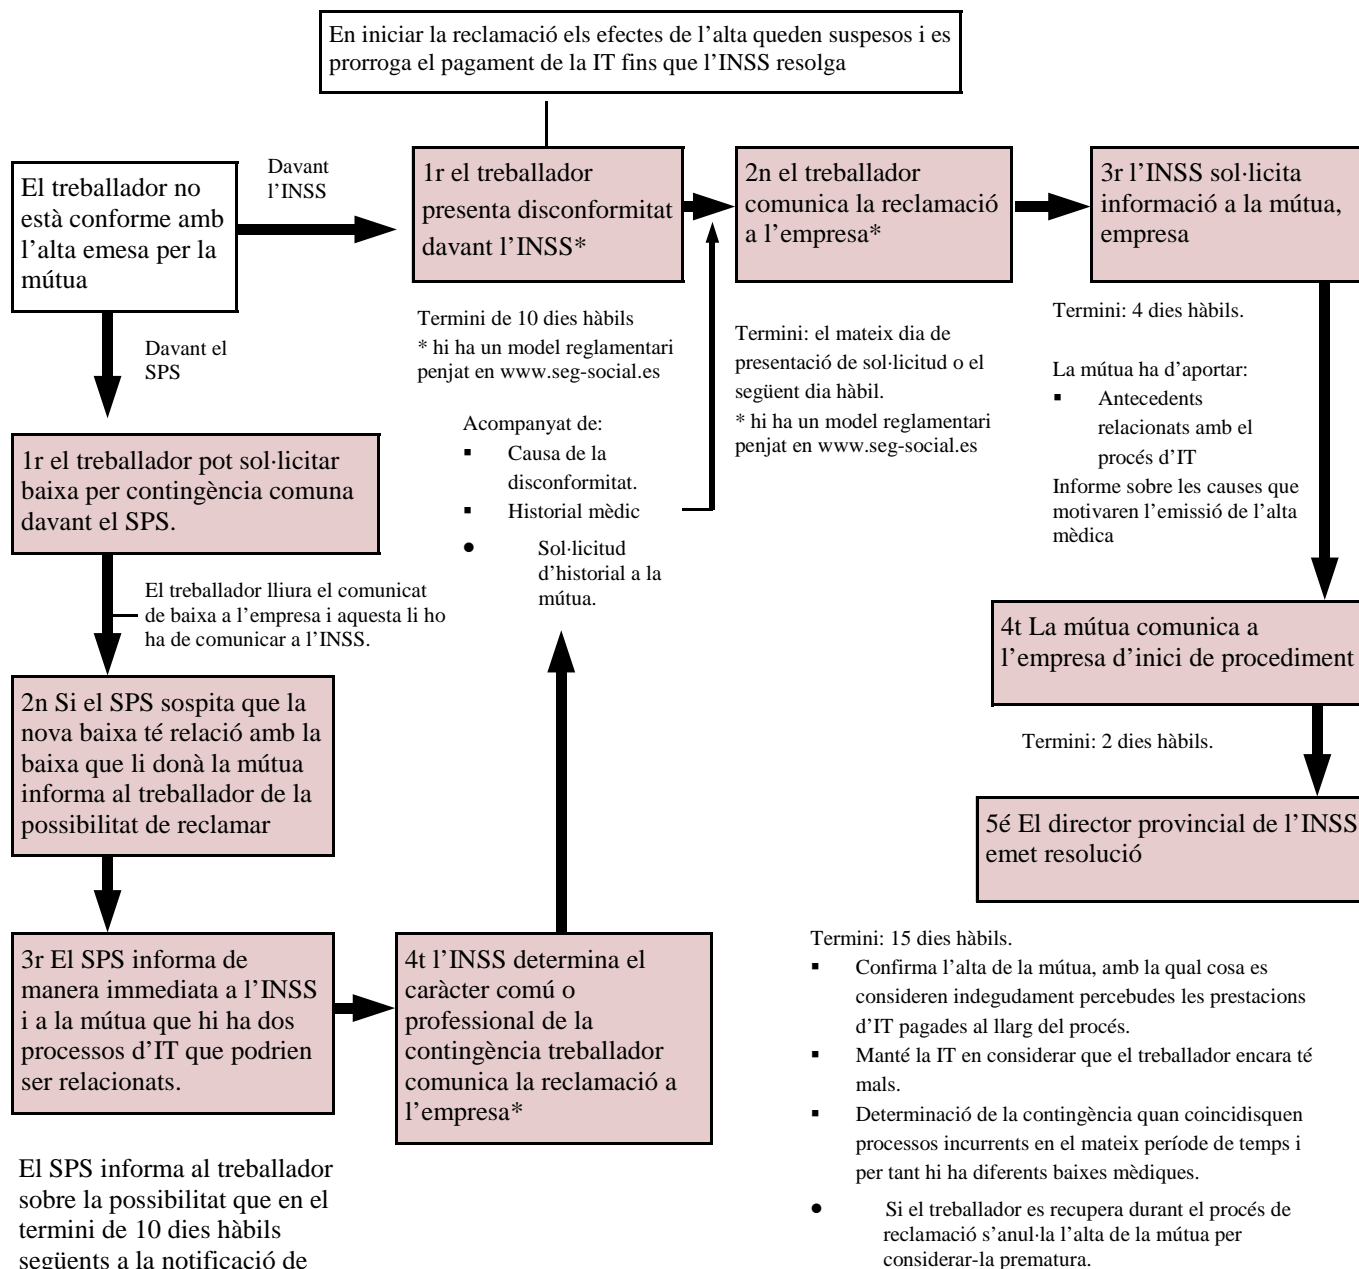 En iniciar la reclamació els efectes de l’alta queden suspesos i es
prorroga el pagament de la IT fins que l’INSS resolga
El treballador no
està conforme amb
l’alta emesa per la
mútua
Davant
l’INSS
1r el treballador
presenta disconformitat
davant l’INSS*
2n el treballador
comunica la reclamació
a l’empresa*
3r l’INSS sol·licita
informació a la mútua,
empresa
Termini de 10 dies hàbils
* hi ha un model reglamentari
penjat en www.seg-social.es
Acompanyat de:
▪ Causa de la
disconformitat.
▪ Historial mèdic
● Sol·licitud
d’historial a la
mútua.
Termini: el mateix dia de
presentació de sol·licitud o el
següent dia hàbil.
* hi ha un model reglamentari
penjat en www.seg-social.es
Termini: 4 dies hàbils.
La mútua ha d’aportar:
▪ Antecedents
relacionats amb el
procés d’IT
Informe sobre les causes que
motivaren l’emissió de l’alta
mèdica
4t La mútua comunica a
l’empresa d’inici de procediment
Termini: 2 dies hàbils.
5é El director provincial de l’INSS
emet resolució
Termini: 15 dies hàbils.
▪ Confirma l’alta de la mútua, amb la qual cosa es
consideren indegudament percebudes les prestacions
d’IT pagades al llarg del procés.
▪ Manté la IT en considerar que el treballador encara té
mals.
▪ Determinació de la contingència quan coincidisquen
processos incurrents en el mateix període de temps i
per tant hi ha diferents baixes mèdiques.
● Si el treballador es recupera durant el procés de
reclamació s’anul·la l’alta de la mútua per
considerar-la prematura.
Davant el
SPS
1r el treballador pot sol·licitar
baixa per contingència comuna
davant el SPS.
El treballador lliura el comunicat
de baixa a l’empresa i aquesta li ho
ha de comunicar a l’INSS.
2n Si el SPS sospita que la
nova baixa té relació amb la
baixa que li donà la mútua
informa al treballador de la
possibilitat de reclamar
3r El SPS informa de
manera immediata a l’INSS
i a la mútua que hi ha dos
processos d’IT que podrien
ser relacionats.
4t l’INSS determina el
caràcter comú o
professional de la
contingència treballador
comunica la reclamació a
l’empresa*
El SPS informa al treballador
sobre la possibilitat que en el
termini de 10 dies hàbils
següents a la notificació de